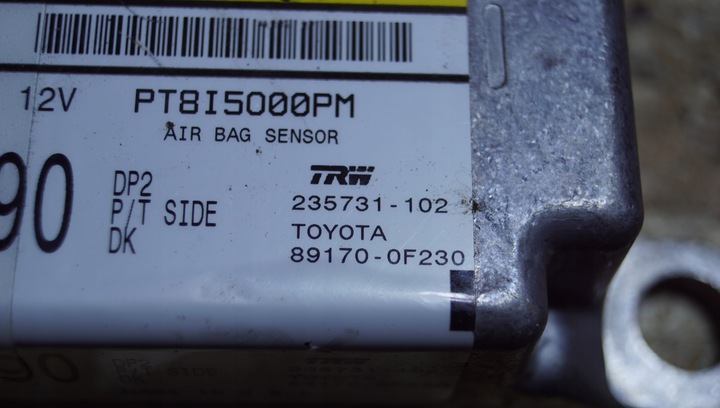 12V PT8I5000PM
AIR BAG SENSOR
90
DP2
P/T SIDE
DK
TRW
235731-102
TOYOTA
89170-0F230